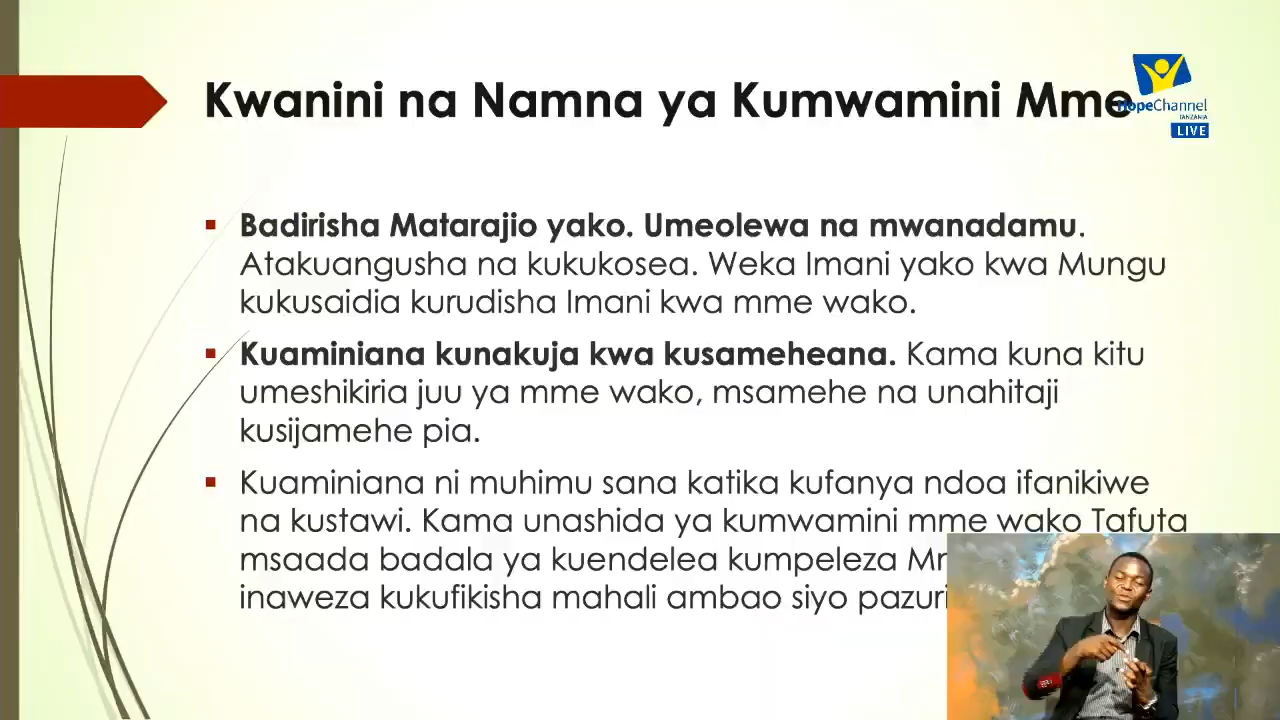 Kwanini na Namna ya Kumwamini Mme
HopeChannel
TANZANIA
LIVE
Badirisha Matarajio yako. Umeolewa na mwanadamu.
Atakuangusha na kukukosea. Weka Imani yako kwa Mungu
kukusaidia kurudisha Imani kwa mme wako.
Kuaminiana kunakuja kwa kusameheana. Kama kuna kitu
umeshikiria juu ya mme wako, msamehe na unahitaji
kusijamehe pia.
Kuaminiana ni muhimu sana katika kufanya ndoa ifanikiwe
na kustawi. Kama unashida ya kumwamini mme wako Tafuta
msaada badala ya kuendelea kumpeleza
inaweza kukufikisha mahali ambao siyo pazuri